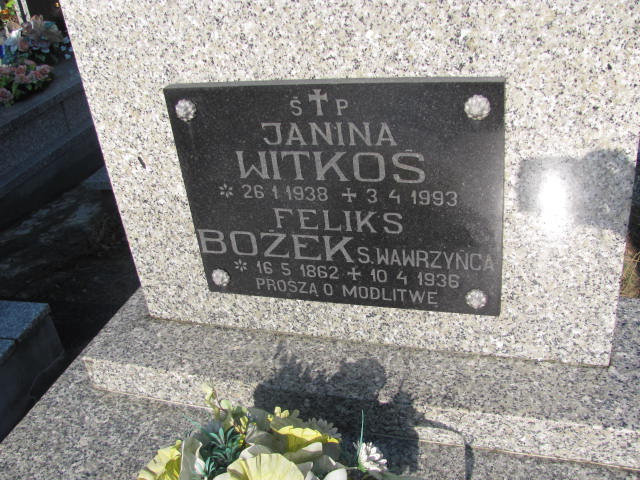 Ś P
JANINA
WITKOŚ
* 26·1·1938 + 3·4·1993
FELIKS
BOŻEK S. WAWRZYŃCA
* 16·5·1862 + 10·4·1936
PROSZĄ O MODLITWĘ